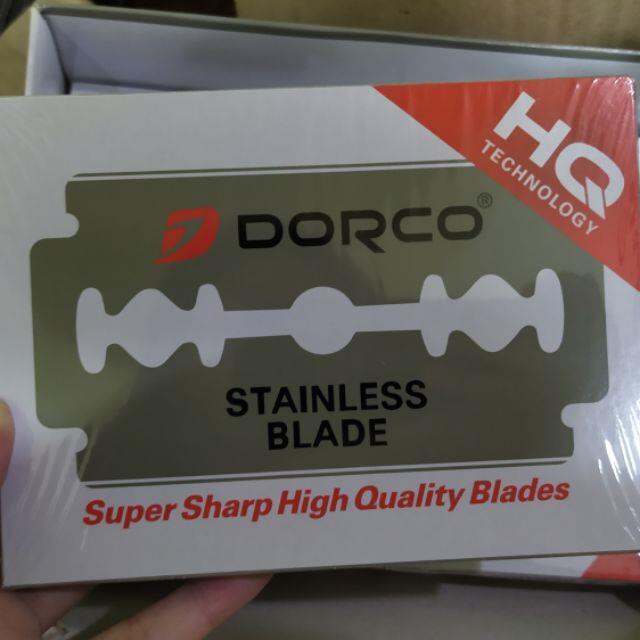 HQ
TECHNOLOGY
DORCO®
STAINLESS
BLADE
Super Sharp High Quality Blades